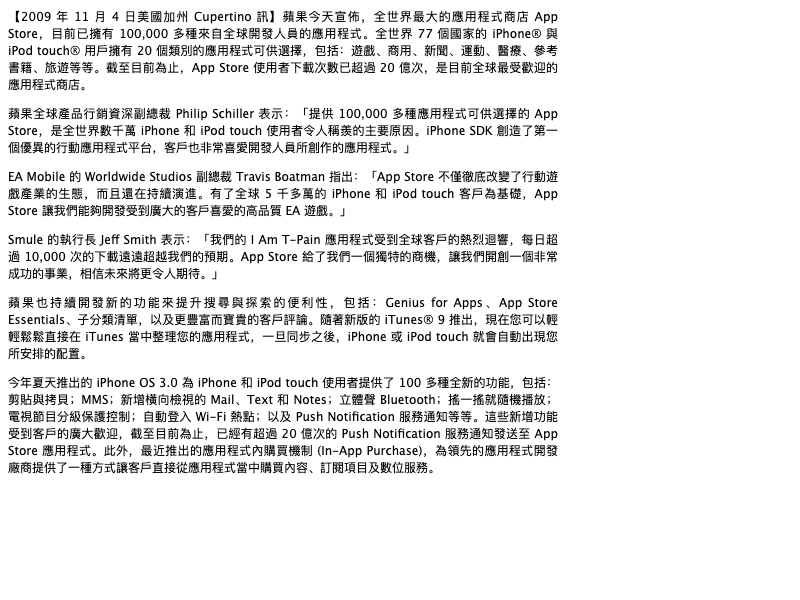 【2009 年 11 月 4 日美國加州 Cupertino 訊】蘋果今天宣佈，全世界最大的應用程式商店 App
Store，目前已擁有 100,000 多種來自全球開發人員的應用程式。全世界 77 個國家的 iPhone® 與
iPod touch® 用戶擁有 20 個類別的應用程式可供選擇，包括：遊戲、商用、新聞、運動、醫療、參考
書籍、旅遊等等。截至目前為止，App Store 使用者下載次數已超過 20 億次，是目前全球最受歡迎的
應用程式商店。
蘋果全球產品行銷資深副總裁 Philip Schiller 表示：「提供 100,000 多種應用程式可供選擇的 App
Store，是全世界數千萬 iPhone 和 iPod touch 使用者令人稱羨的主要原因。iPhone SDK 創造了第一
個優異的行動應用程式平台，客戶也非常喜愛開發人員所創作的應用程式。」
EA Mobile 的 Worldwide Studios 副總裁 Travis Boatman 指出：「App Store 不僅徹底改變了行動遊
戲產業的生態，而且還在持續演進。有了全球 5 千多萬的 iPhone 和 iPod touch 客戶為基礎，App
Store 讓我們能夠開發受到廣大的客戶喜愛的高品質 EA 遊戲。」
Smule 的執行長 Jeff Smith 表示：「我們的 I Am T-Pain 應用程式受到全球客戶的熱烈迴響，每日超
過 10,000 次的下載遠遠超越我們的預期。App Store 給了我們一個獨特的商機，讓我們開創一個非常
成功的事業，相信未來將更令人期待。」
蘋果也持續開發新的功能來提升搜尋與探索的便利性，包括：Genius for Apps、App Store
Essentials、子分類清單，以及更豐富而寶貴的客戶評論。隨著新版的 iTunes® 9 推出，現在您可以輕
輕鬆鬆直接在 iTunes 當中整理您的應用程式，一旦同步之後，iPhone 或 iPod touch 就會自動出現您
所安排的配置。
今年夏天推出的 iPhone OS 3.0 為 iPhone 和 iPod touch 使用者提供了 100 多種全新的功能，包括：
剪貼與拷貝；MMS；新增橫向檢視的 Mail、Text 和 Notes；立體聲 Bluetooth；搖一搖就隨機播放；
電視節目分級保護控制；自動登入 Wi-Fi 熱點；以及 Push Notification 服務通知等等。這些新增功能
受到客戶的廣大歡迎，截至目前為止，已經有超過 20 億次的 Push Notification 服務通知發送至 App
Store 應用程式。此外，最近推出的應用程式內購買機制 (In-App Purchase)，為領先的應用程式開發
廠商提供了一種方式讓客戶直接從應用程式當中購買內容、訂閱項目及數位服務。